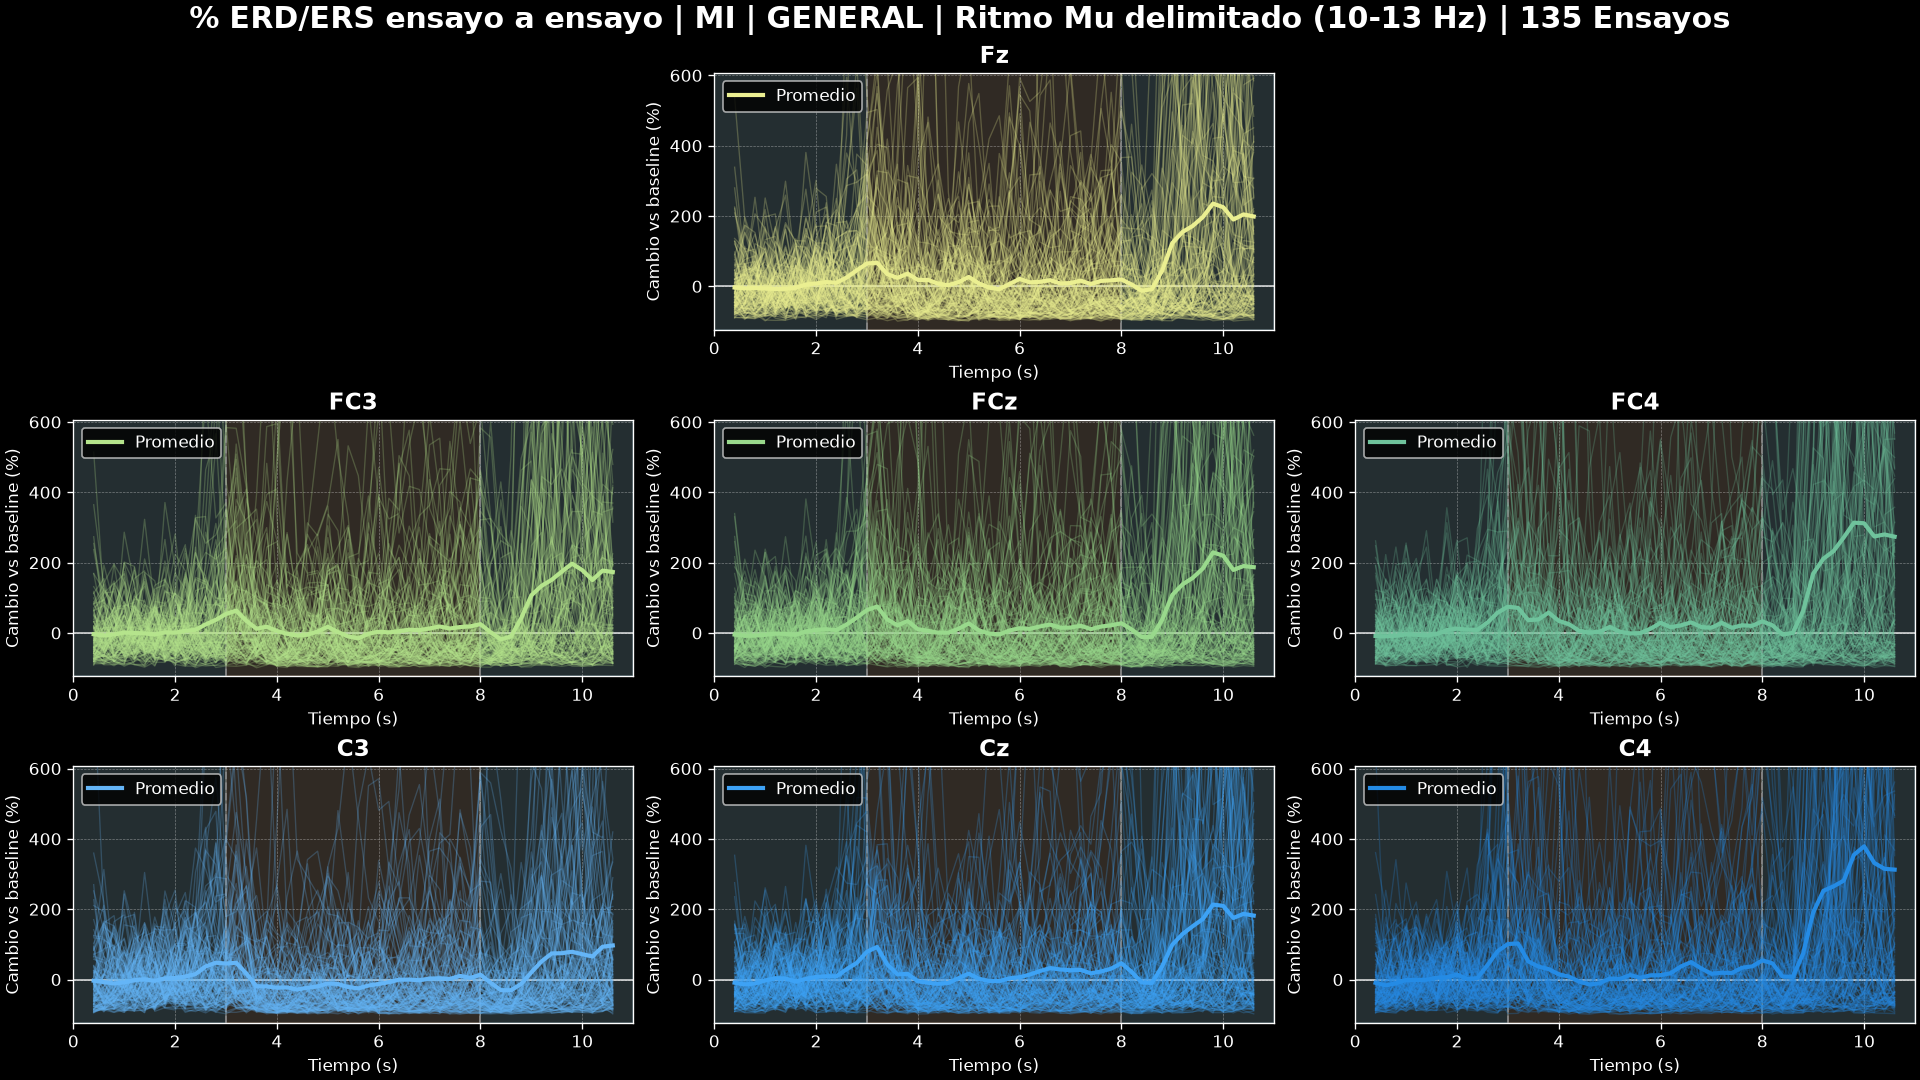 % ERD/ERS ensayo a ensayo | MI | GENERAL | Ritmo Mu delimitado (10-13 Hz) | 135 Ensayos
Fz
Promedio
Cambio vs baseline (%)
600
400
200
0
0 2 4 6 8 10
Tiempo (s)
FC3
Promedio
Cambio vs baseline (%)
600
400
200
0
0 2 4 6 8 10
Tiempo (s)
FCz
Promedio
Cambio vs baseline (%)
600
400
200
0
0 2 4 6 8 10
Tiempo (s)
FC4
Promedio
Cambio vs baseline (%)
600
400
200
0
0 2 4 6 8 10
Tiempo (s)
C3
Promedio
Cambio vs baseline (%)
600
400
200
0
0 2 4 6 8 10
Tiempo (s)
Cz
Promedio
Cambio vs baseline (%)
600
400
200
0
0 2 4 6 8 10
Tiempo (s)
C4
Promedio
Cambio vs baseline (%)
600
400
200
0
0 2 4 6 8 10
Tiempo (s)